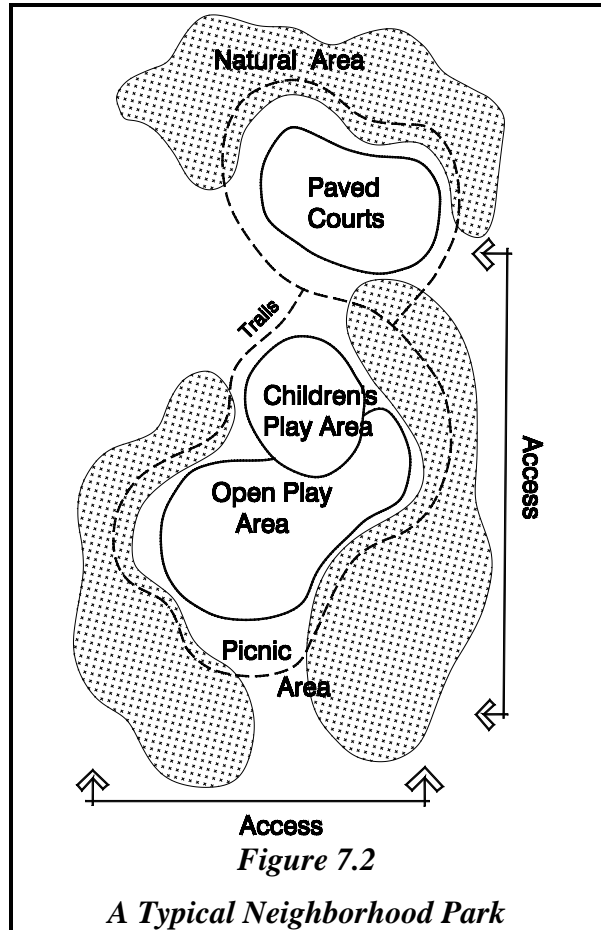 Natural Area
Paved
Courts
Trails
Children's
Play Area
Open Play
Area
Access
Picnic
Area
Access
Figure 7.2
A Typical Neighborhood Park